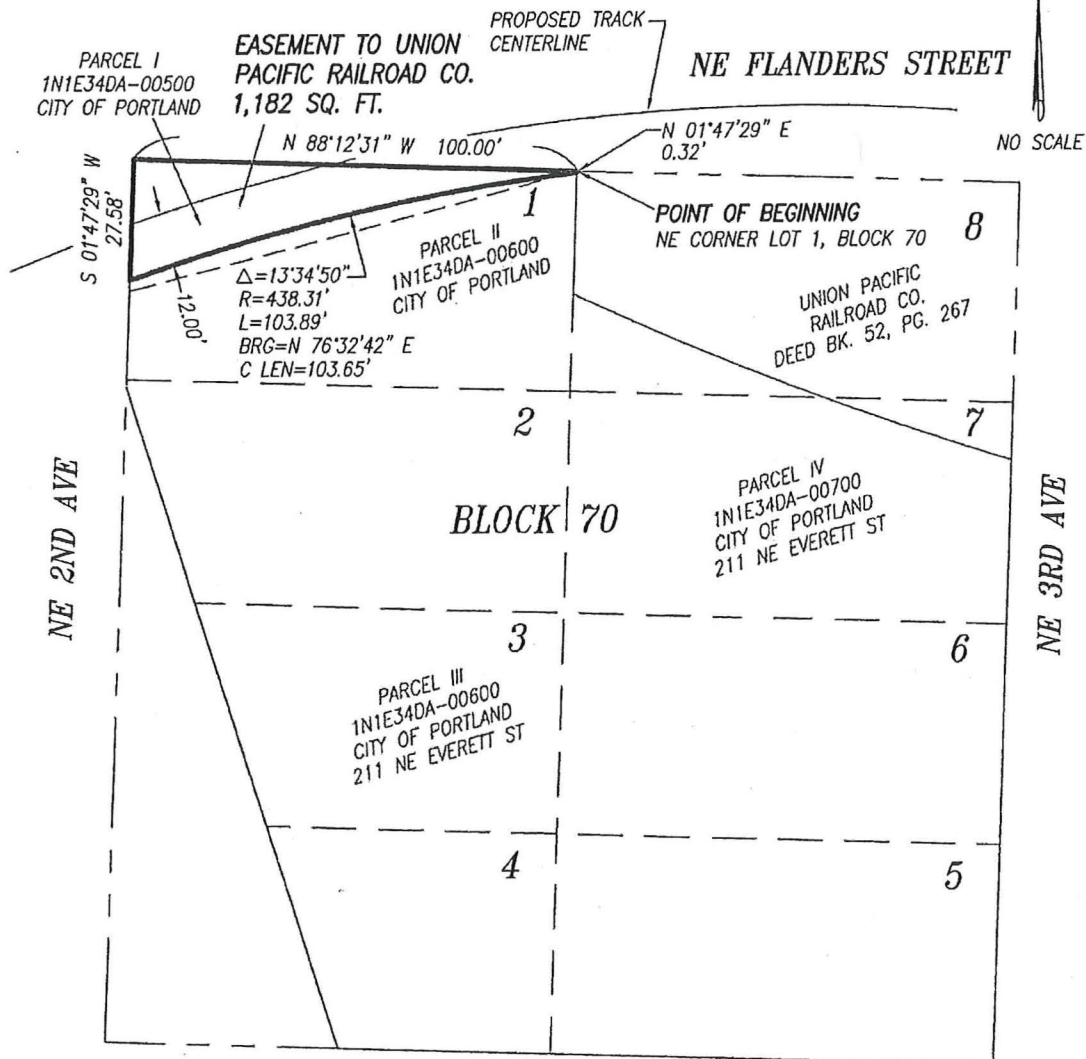 PROPOSED TRACK
CENTERLINE
PARCEL I
1N1E34DA-00500
CITY OF PORTLAND
EASEMENT TO UNION
PACIFIC RAILROAD CO.
1,182 SQ. FT.
NE FLANDERS STREET
NO SCALE
N 88°12'31" W 100.00'
N 01°47'29" E
0.32'
S 01°47'29" W
27.58'
1
POINT OF BEGINNING
NE CORNER LOT 1, BLOCK 70
8
PARCEL II
1N1E34DA-00600
CITY OF PORTLAND
12.00'
Δ=13°34'50"
R=438.31'
L=103.89'
BRG=N 76°32'42" E
C LEN=103.65'
UNION PACIFIC
RAILROAD CO.
DEED BK. 52, PG. 267
2
7
BLOCK 70
PARCEL IV
1N1E34DA-00700
CITY OF PORTLAND
211 NE EVERETT ST
NE 2ND AVE
NE 3RD AVE
3
6
PARCEL III
1N1E34DA-00600
CITY OF PORTLAND
211 NE EVERETT ST
4
5